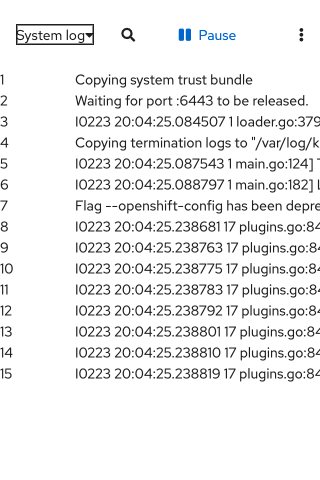 System log
Pause
1 Copying system trust bundle
2 Waiting for port :6443 to be released.
3 I0223 20:04:25.084507 1 loader.go:379
4 Copying termination logs to "/var/log/k
5 I0223 20:04:25.087543 1 main.go:124]
6 I0223 20:04:25.088797 1 main.go:182]
7 Flag --openshift-config has been depre
8 I0223 20:04:25.238681 17 plugins.go:84
9 I0223 20:04:25.238763 17 plugins.go:84
10 I0223 20:04:25.238775 17 plugins.go:84
11 I0223 20:04:25.238783 17 plugins.go:84
12 I0223 20:04:25.238792 17 plugins.go:84
13 I0223 20:04:25.238801 17 plugins.go:84
14 I0223 20:04:25.238810 17 plugins.go:84
15 I0223 20:04:25.238819 17 plugins.go:84